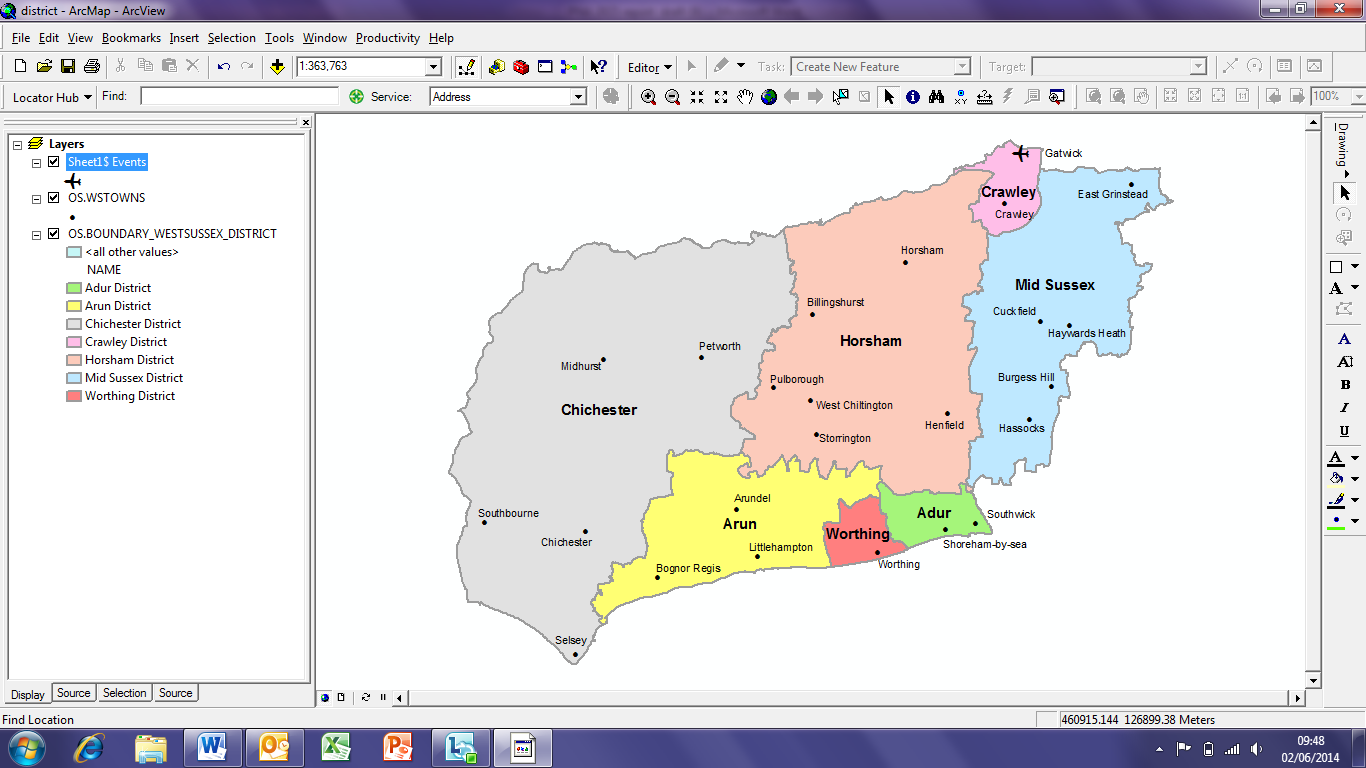 district - ArcMap - ArcView
File Edit View Bookmarks Insert Selection Tools Window Productivity Help
1:363,763 Editor Task: Create New Feature Target:
Locator Hub Find: Service: Address 1:1 100%
Layers
Sheet1$ Events
OS.WSTOWNS
OS.BOUNDARY_WESTSUSSEX_DISTRICT
<all other values>
NAME
Adur District
Arun District
Chichester District
Crawley District
Horsham District
Mid Sussex District
Worthing District
Display Source Selection Source
Gatwick
Crawley
Crawley
East Grinstead
Horsham
Mid Sussex
Billingshurst
Cuckfield
Haywards Heath
Horsham
Petworth
Midhurst
Pulborough
Burgess Hill
West Chiltington
Chichester
Henfield
Hassocks
Storrington
Arundel
Southbourne
Adur
Southwick
Arun
Worthing
Chichester
Shoreham-by-sea
Littlehampton
Worthing
Bognor Regis
Selsey
Drawing
A
A
A
B
I
U
A
Find Location
460915.144 126899.38 Meters
09:48
02/06/2014